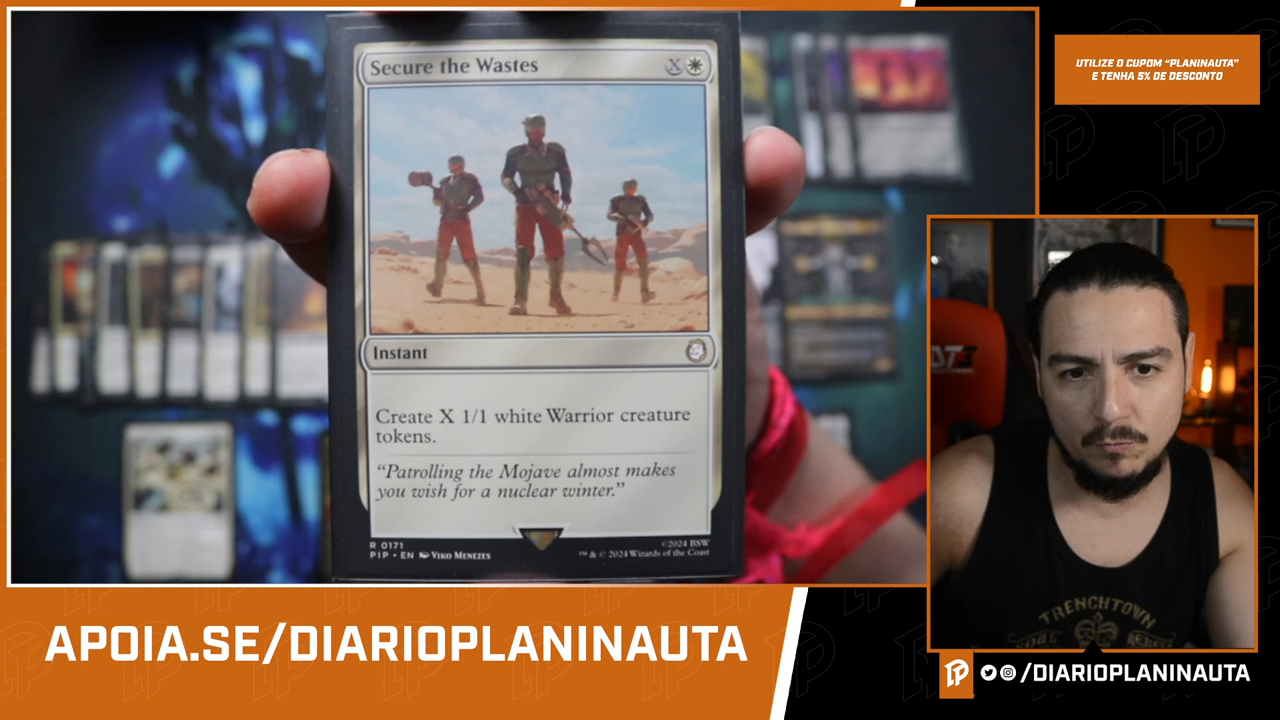 Secure the Wastes X
Instant
Create X 1/1 white Warrior creature
tokens.
“Patrolling the Mojave almost makes
you wish for a nuclear winter.”
R 0171
PIP • EN Yiko Menezes
©2024 BSW
™ & © 2024 Wizards of the Coast
UTILIZE O CUPOM “PLANINAUTA”
E TENHA 5% DE DESCONTO
TRENCHTOWN
APOIA.SE/DIARIOPLANINAUTA
/DIARIOPLANINAUTA